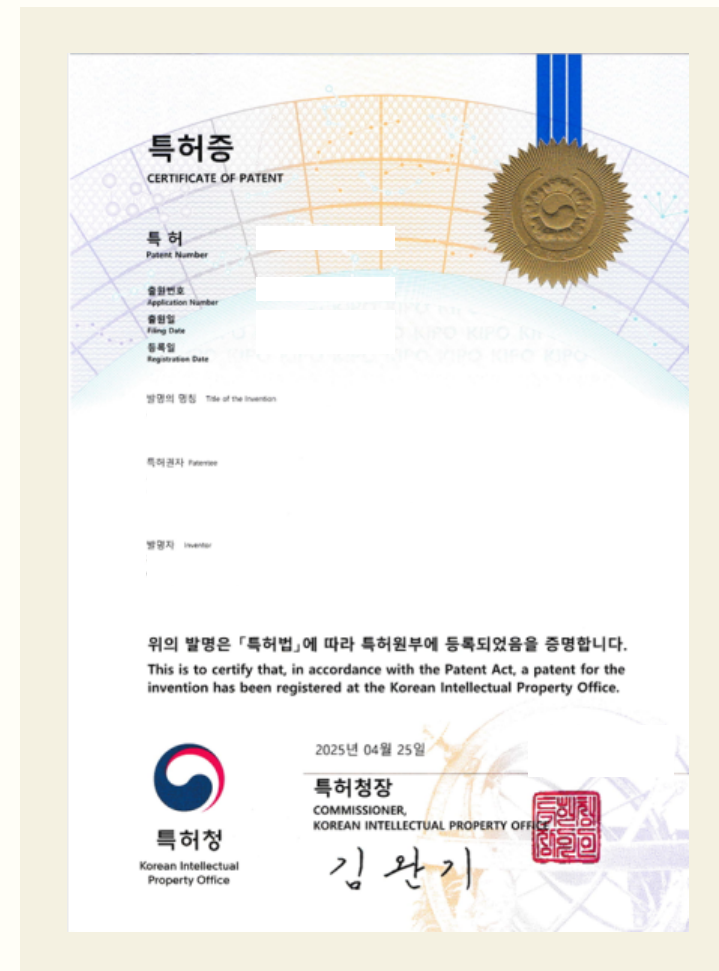 특허증
CERTIFICATE OF PATENT
특 허
Patent Number
출원번호
Application Number
출원일
Filing Date
등록일
Registration Date
발명의 명칭 Title of the Invention
특허권자 Patentee
발명자 Inventor
위의 발명은 「특허법」에 따라 특허원부에 등록되었음을 증명합니다.
This is to certify that, in accordance with the Patent Act, a patent for the
invention has been registered at the Korean Intellectual Property Office.
2025년 04월 25일
특허청장
COMMISSIONER,
KOREAN INTELLECTUAL PROPERTY OFFICE
김완기
특허청
Korean Intellectual
Property Office